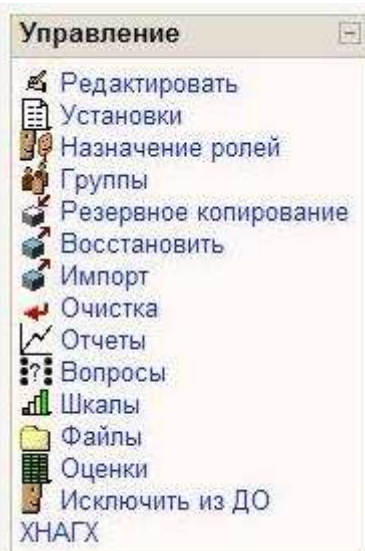 Управление
Редактировать
Установки
Назначение ролей
Группы
Резервное копирование
Восстановить
Импорт
Очистка
Отчеты
Вопросы
Шкалы
Файлы
Оценки
Исключить из ДО
ХНАГХ